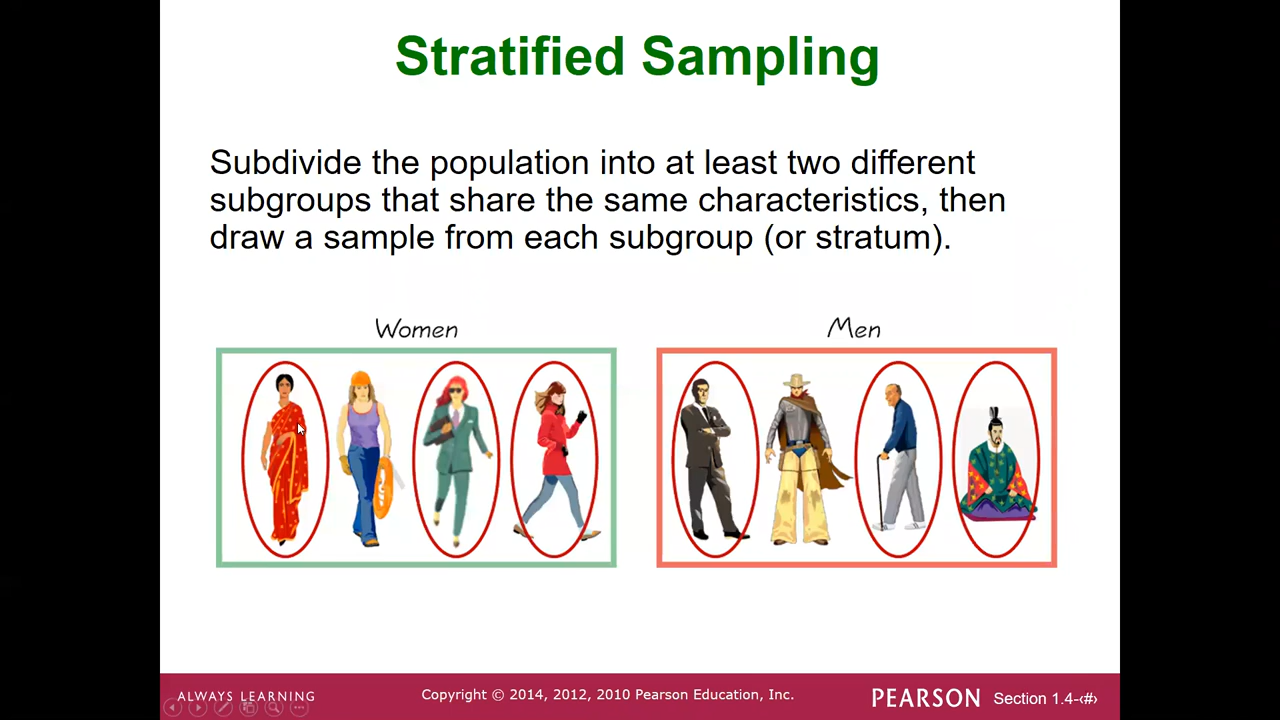 Stratified Sampling
Subdivide the population into at least two different
subgroups that share the same characteristics, then
draw a sample from each subgroup (or stratum).
Women
Men
ALWAYS LEARNING
Copyright © 2014, 2012, 2010 Pearson Education, Inc.
PEARSON
Section 1.4-‹#›